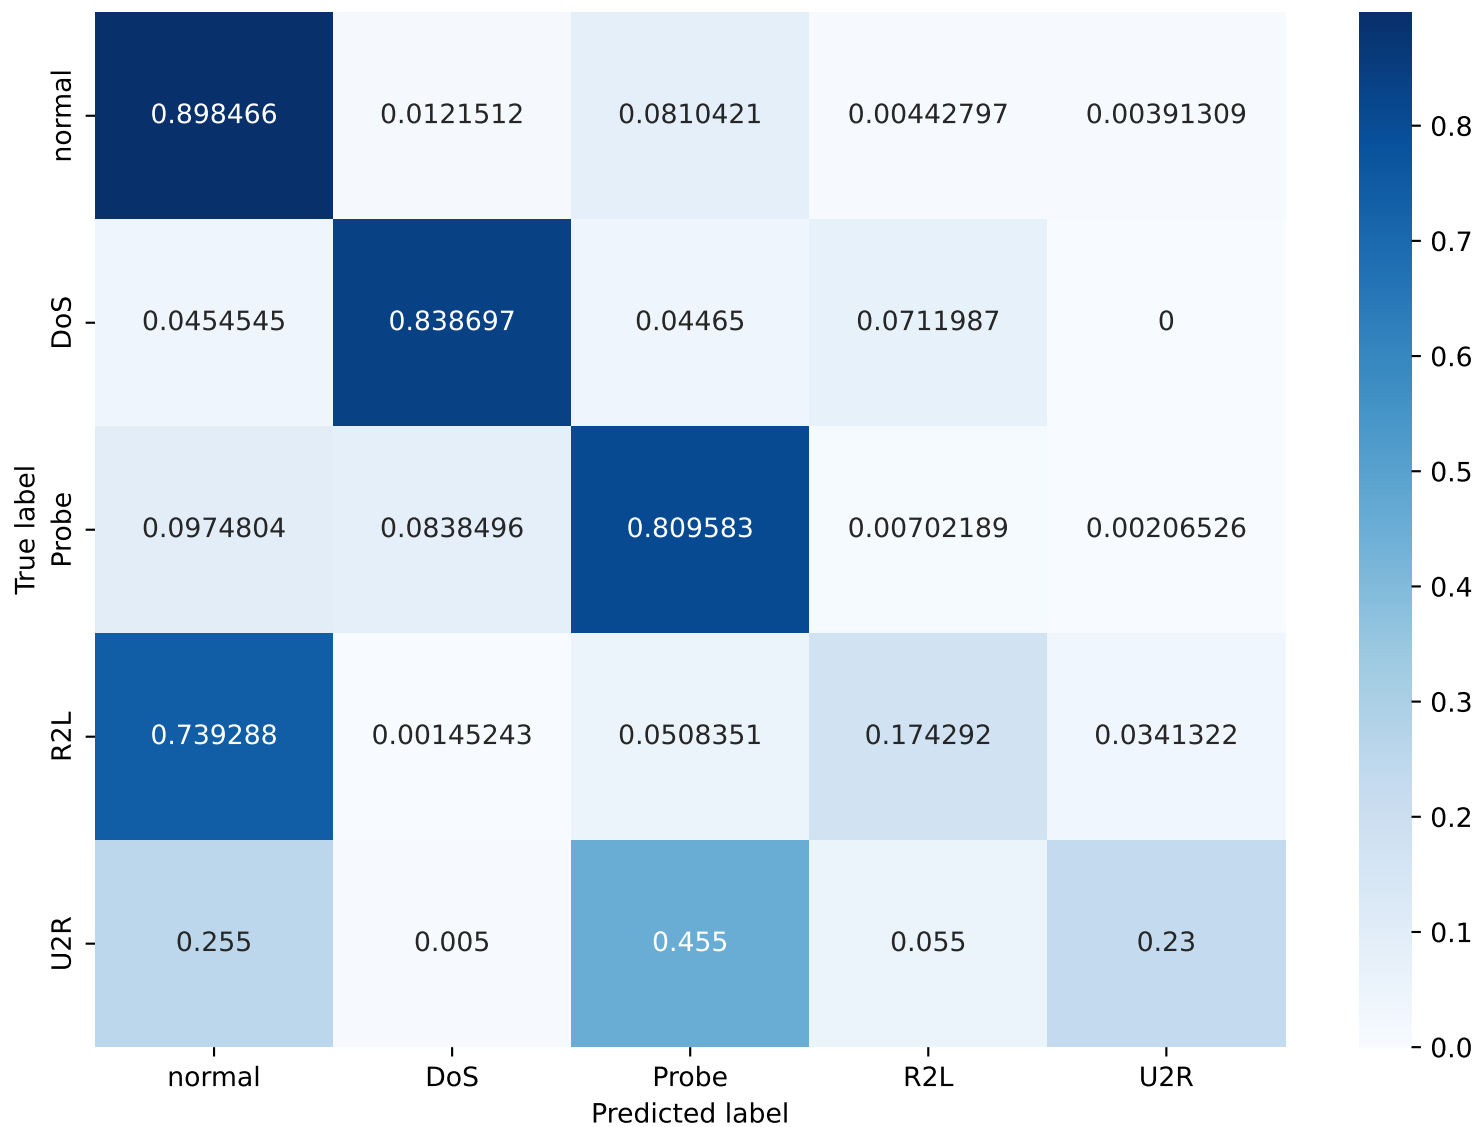 normal 0.898466 0.0121512 0.0810421 0.00442797 0.00391309
DoS 0.0454545 0.838697 0.04465 0.0711987 0
Probe 0.0974804 0.0838496 0.809583 0.00702189 0.00206526
R2L 0.739288 0.00145243 0.0508351 0.174292 0.0341322
U2R 0.255 0.005 0.455 0.055 0.23
True label
normal DoS Probe R2L U2R
Predicted label
0.8
0.7
0.6
0.5
0.4
0.3
0.2
0.1
0.0